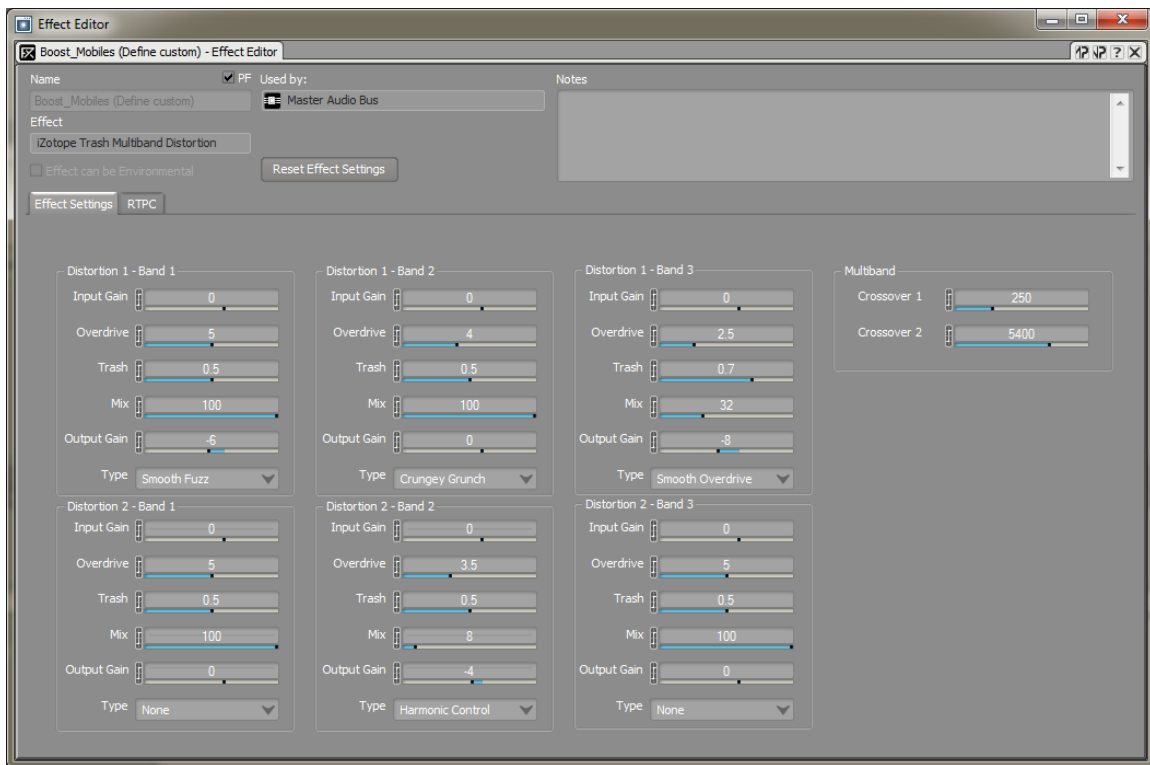 Effect Editor
Boost_Mobiles (Define custom) - Effect Editor
Name
PF
Used by:
Notes
Boost_Mobiles (Define custom)
Master Audio Bus
Effect
iZotope Trash Multiband Distortion
Effect can be Environmental
Reset Effect Settings
Effect Settings
RTPC
Distortion 1 - Band 1
Input Gain 0
Overdrive 5
Trash 0.5
Mix 100
Output Gain -6
Type Smooth Fuzz
Distortion 1 - Band 2
Input Gain 0
Overdrive 4
Trash 0.5
Mix 100
Output Gain 0
Type Crungey Grunch
Distortion 1 - Band 3
Input Gain 0
Overdrive 2.5
Trash 0.7
Mix 32
Output Gain -8
Type Smooth Overdrive
Multiband
Crossover 1 250
Crossover 2 5400
Distortion 2 - Band 1
Input Gain 0
Overdrive 5
Trash 0.5
Mix 100
Output Gain 0
Type None
Distortion 2 - Band 2
Input Gain 0
Overdrive 3.5
Trash 0.5
Mix 8
Output Gain -4
Type Harmonic Control
Distortion 2 - Band 3
Input Gain 0
Overdrive 5
Trash 0.5
Mix 100
Output Gain 0
Type None